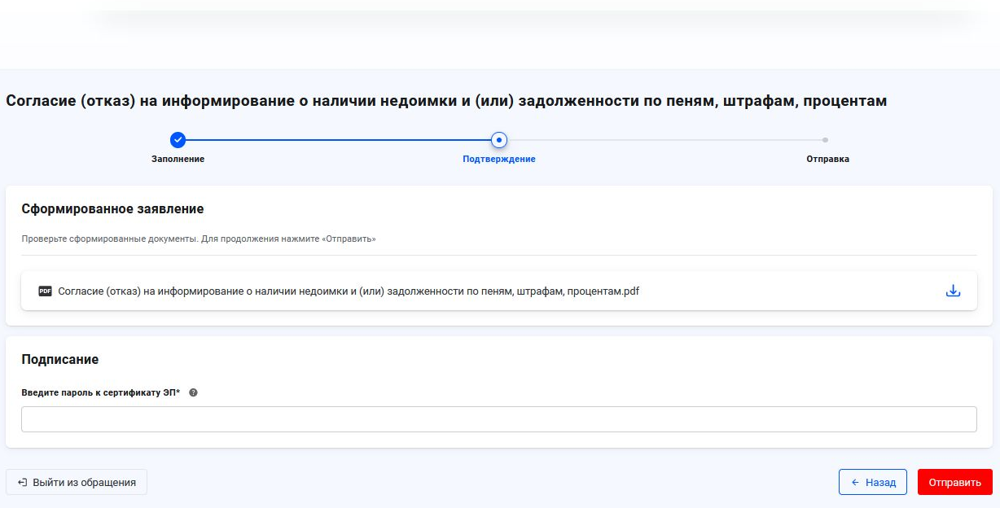 Согласие (отказ) на информирование о наличии недоимки и (или) задолженности по пеням, штрафам, процентам
Заполнение
Подтверждение
Отправка
Сформированное заявление
Проверьте сформированные документы. Для продолжения нажмите «Отправить»
PDF Согласие (отказ) на информирование о наличии недоимки и (или) задолженности по пеням, штрафам, процентам.pdf
Подписание
Введите пароль к сертификату ЭП* ?
Выйти из обращения
Назад
Отправить